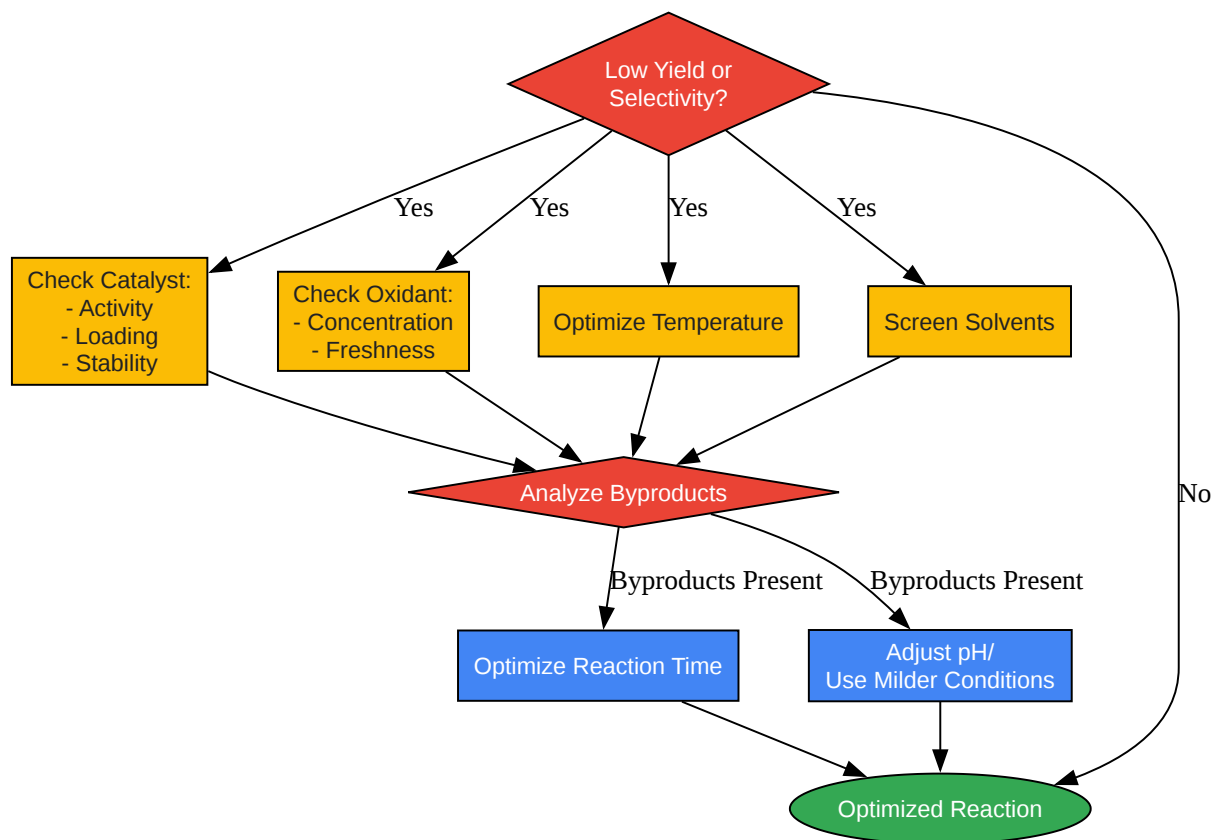 Low Yield or
Selectivity?
Yes
Yes
Yes
Yes
No
Check Catalyst:
- Activity
- Loading
- Stability
Check Oxidant:
- Concentration
- Freshness
Optimize Temperature
Screen Solvents
Analyze Byproducts
Byproducts Present
Byproducts Present
Optimize Reaction Time
Adjust pH/
Use Milder Conditions
Optimized Reaction